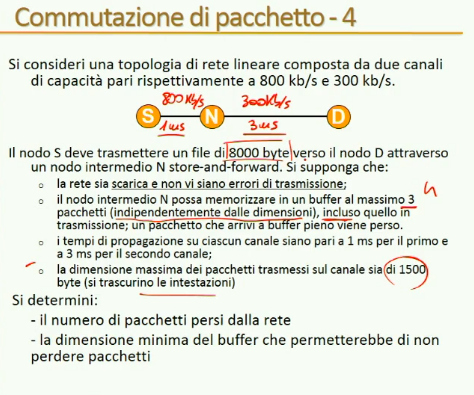 Commutazione di pacchetto - 4
Si consideri una topologia di rete lineare composta da due canali
di capacità pari rispettivamente a 800 kb/s e 300 kb/s.
800Kb/s 300Kb/s
S N D
1ms 3ms
Il nodo S deve trasmettere un file di 8000 byte verso il nodo D attraverso
un nodo intermedio N store-and-forward. Si supponga che:
○ la rete sia scarica e non vi siano errori di trasmissione;
○ il nodo intermedio N possa memorizzare in un buffer al massimo 3 4
pacchetti (indipendentemente dalle dimensioni), incluso quello in
trasmissione; un pacchetto che arrivi a buffer pieno viene perso.
○ i tempi di propagazione su ciascun canale siano pari a 1 ms per il primo e
a 3 ms per il secondo canale;
○ la dimensione massima dei pacchetti trasmessi sul canale sia di 1500
byte (si trascurino le intestazioni)
Si determini:
- il numero di pacchetti persi dalla rete
- la dimensione minima del buffer che permetterebbe di non
perdere pacchetti